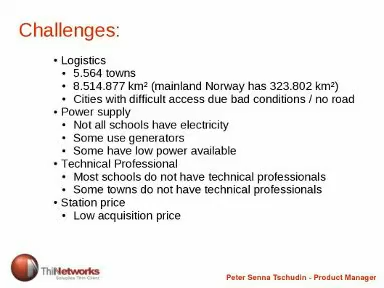 Challenges:
• Logistics
• 5.564 towns
• 8.514.877 km² (mainland Norway has 323.802 km²)
• Cities with difficult access due bad conditions / no road
• Power supply
• Not all schools have electricity
• Some use generators
• Some have low power available
• Technical Professional
• Most schools do not have technical professionals
• Some towns do not have technical professionals
• Station price
• Low acquisition price
ThinNetworks
Peter Senna Tschudin - Product Manager